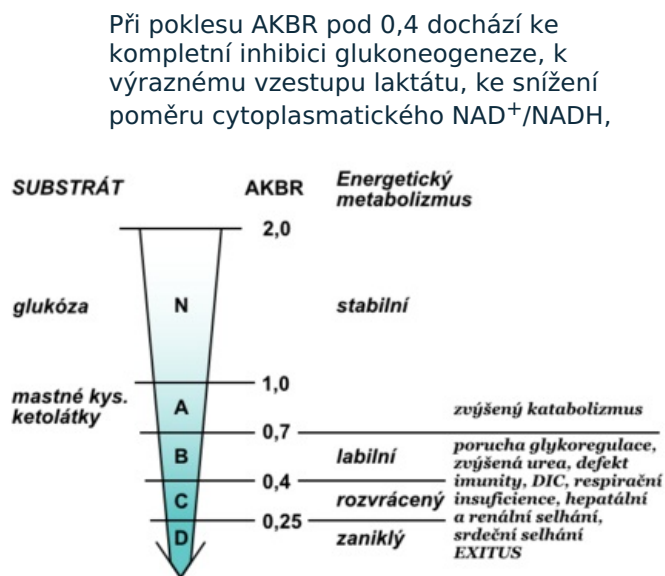 Při poklesu AKBR pod 0,4 dochází ke
kompletní inhibici glukoneogeneze, k
výraznému vzestupu laktátu, ke snížení
poměru cytoplasmatického NAD+/NADH,
SUBSTRÁT AKBR Energetický
metabolizmus
2,0
glukóza N stabilní
1,0
mastné kys.
ketolátky
A
zvýšený katabolizmus
0,7
B labilní
porucha glykoregulace,
zvýšená urea, defekt
0,4
imunity, DIC, respirační
C rozvrácený
insuficience, hepatální
0,25
a renální selhání,
D zaniklý
srdeční selhání
EXITUS